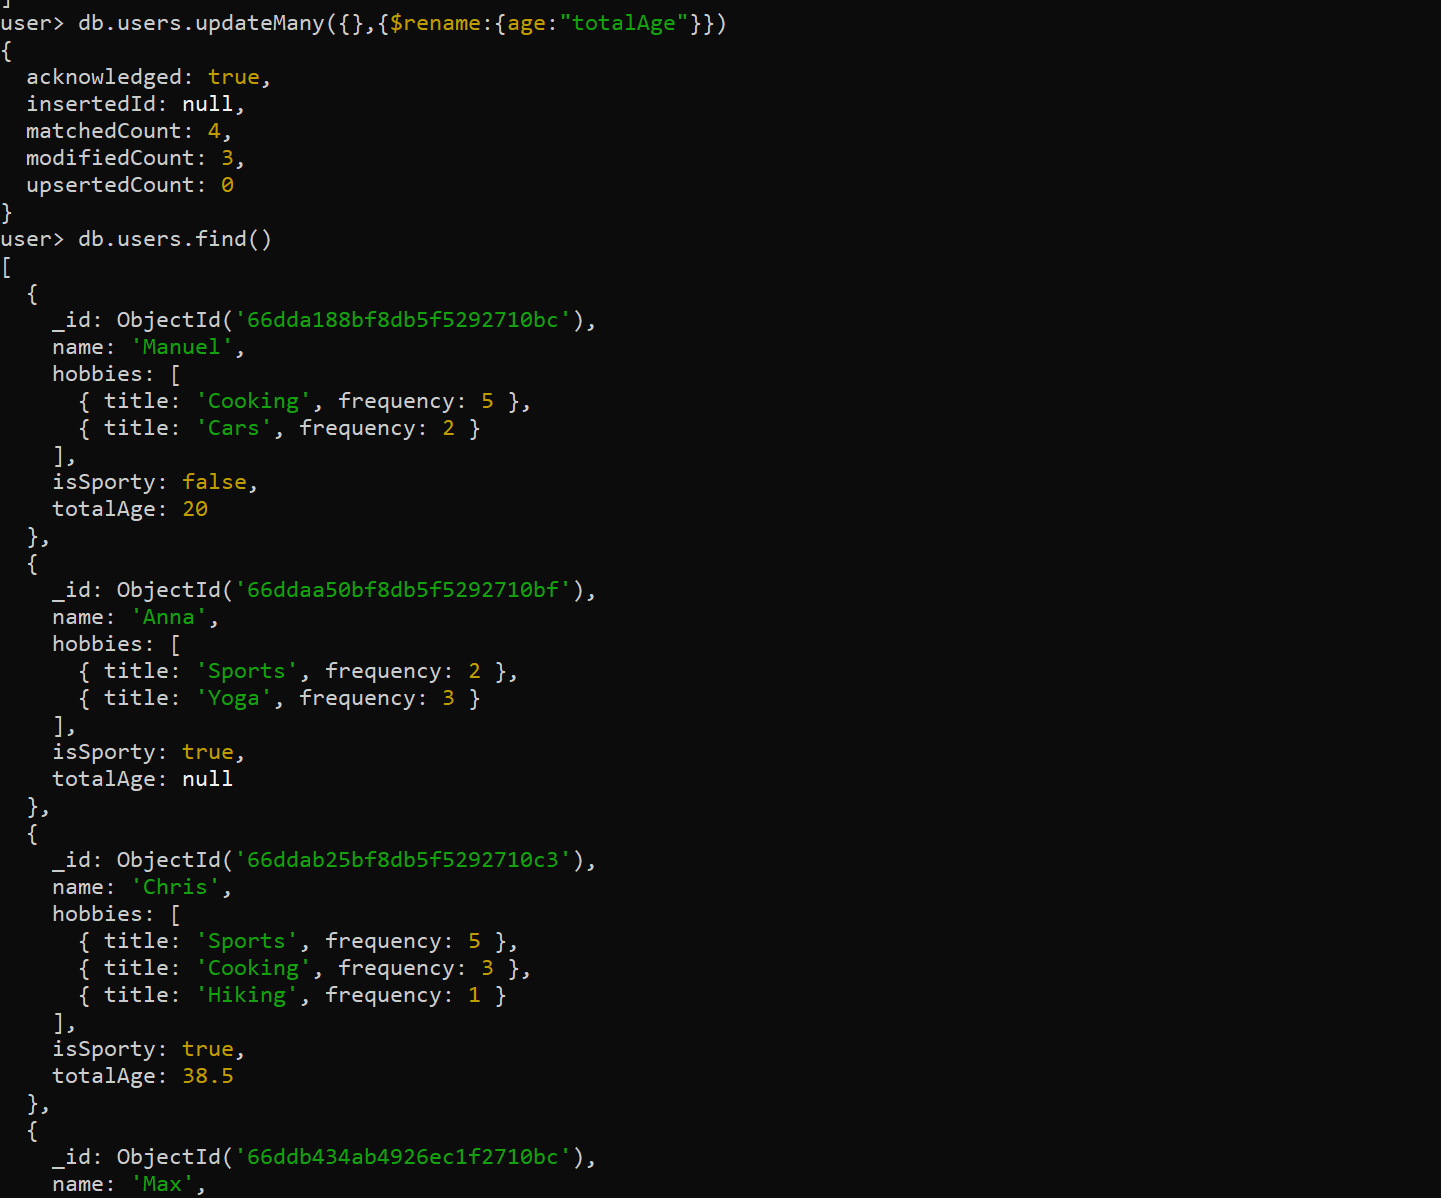 user> db.users.updateMany({},{$rename:{age:"totalAge"}})
{
  acknowledged: true,
  insertedId: null,
  matchedCount: 4,
  modifiedCount: 3,
  upsertedCount: 0
}
user> db.users.find()
[
  {
    _id: ObjectId('66dda188bf8db5f5292710bc'),
    name: 'Manuel',
    hobbies: [
      { title: 'Cooking', frequency: 5 },
      { title: 'Cars', frequency: 2 }
    ],
    isSporty: false,
    totalAge: 20
  },
  {
    _id: ObjectId('66ddaa50bf8db5f5292710bf'),
    name: 'Anna',
    hobbies: [
      { title: 'Sports', frequency: 2 },
      { title: 'Yoga', frequency: 3 }
    ],
    isSporty: true,
    totalAge: null
  },
  {
    _id: ObjectId('66ddab25bf8db5f5292710c3'),
    name: 'Chris',
    hobbies: [
      { title: 'Sports', frequency: 5 },
      { title: 'Cooking', frequency: 3 },
      { title: 'Hiking', frequency: 1 }
    ],
    isSporty: true,
    totalAge: 38.5
  },
  {
    _id: ObjectId('66ddb434ab4926ec1f2710bc'),
    name: 'Max',